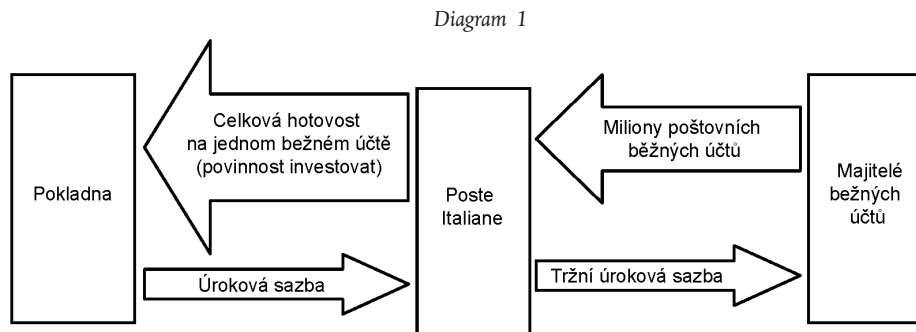 Diagram 1
Pokladna
Celková hotovost
na jednom bežném účtě
(povinnost investovat)
Úroková sazba
Poste
Italiane
Miliony poštovních
běžných účtů
Tržní úroková sazba
Majitelé
bežných
účtů